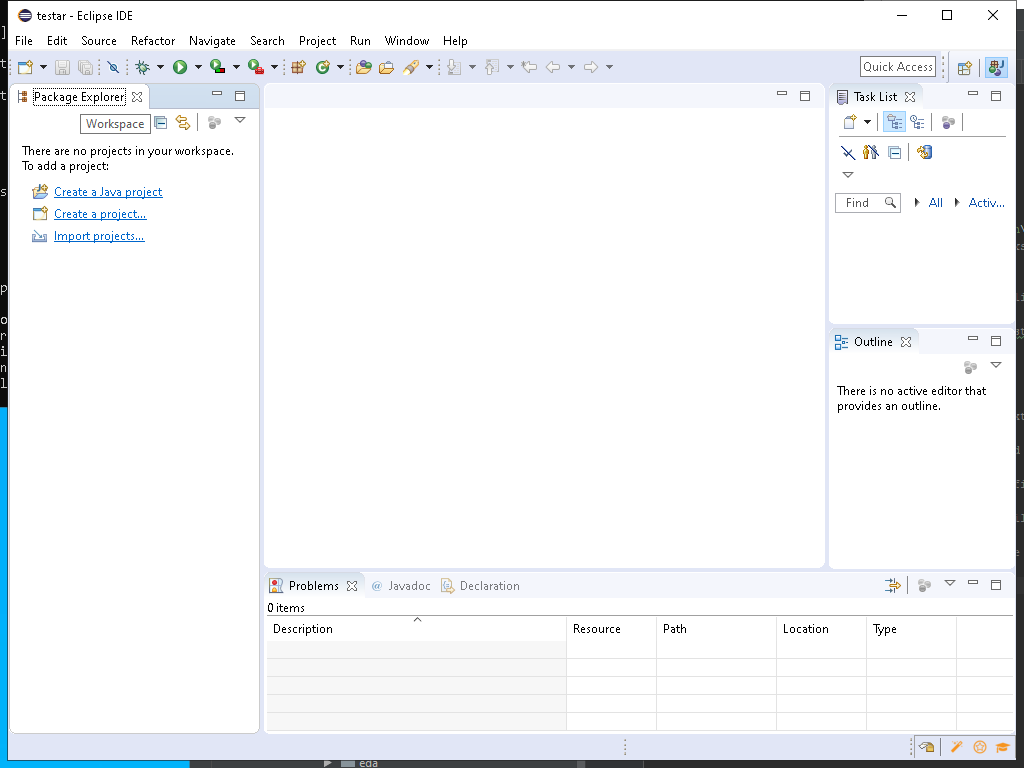 testar - Eclipse IDE
File Edit Source Refactor Navigate Search Project Run Window Help
Quick Access
Package Explorer
Workspace
There are no projects in your workspace.
To add a project:
Create a Java project
Create a project...
Import projects...
Task List
Find All Activ...
Outline
There is no active editor that
provides an outline.
Problems @ Javadoc Declaration
0 items
Description Resource Path Location Type
eda